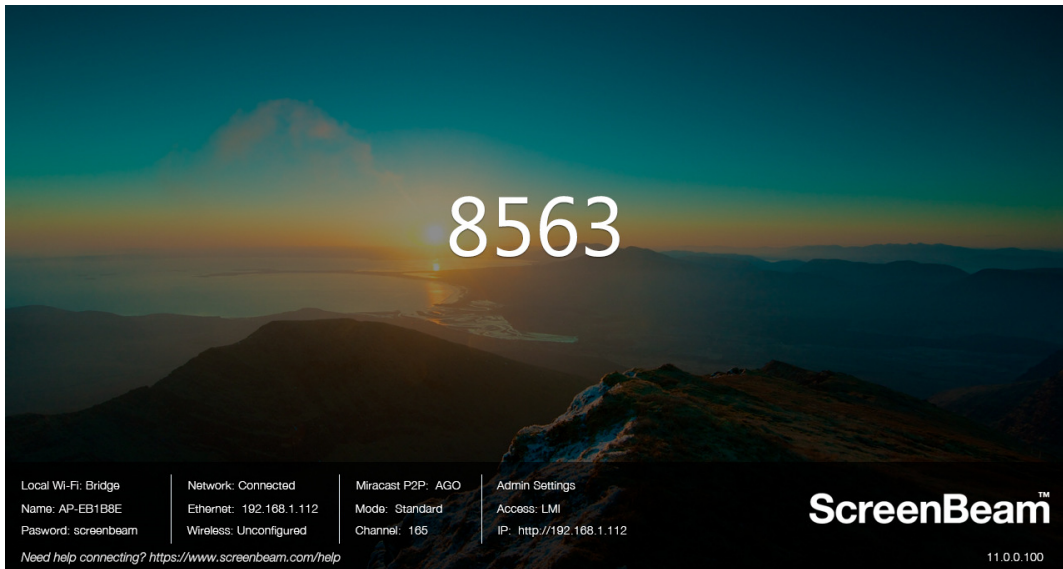 8563
Local Wi-Fi: Bridge
Name: AP-EB1B8E
Pasword: screenbeam
Network: Connected
Ethernet: 192.168.1.112
Wireless: Unconfigured
Miracast P2P: AGO
Mode: Standard
Channel: 165
Admin Settings
Access: LMI
IP: http://192.168.1.112
ScreenBeam™
Need help connecting? https://www.screenbeam.com/help
11.0.0.100